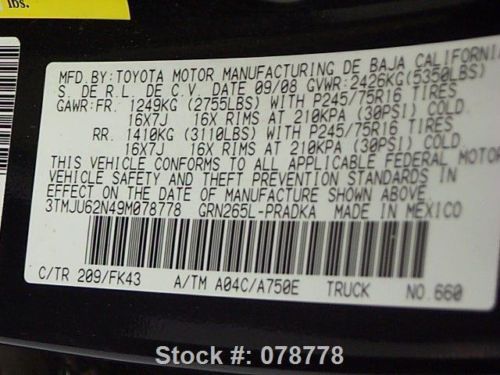 lbs.
MFD.BY:TOYOTA MOTOR MANUFACTURING DE BAJA CALIFORNIA
S. DE R.L. DE C.V. DATE 09/08 GVWR:2426KG(5350LBS)
GAWR:FR. 1249KG (2755LBS) WITH P245/75R16 TIRES
16X7J 16X RIMS AT 210KPA (30PSI) COLD.
RR. 1410KG (3110LBS) WITH P245/75R16 TIRES
16X7J 16X RIMS AT 210KPA (30PSI) COLD.
THIS VEHICLE CONFORMS TO ALL APPLICABLE FEDERAL MOTOR
VEHICLE SAFETY AND THEFT PREVENTION STANDARDS IN
EFFECT ON THE DATE OF MANUFACTURE SHOWN ABOVE.
3TMJU62N49M078778 GRN265L-PRADKA MADE IN MEXICO
C/TR 209/FK43 A/TM A04C/A750E TRUCK NO.660
Stock #: 078778